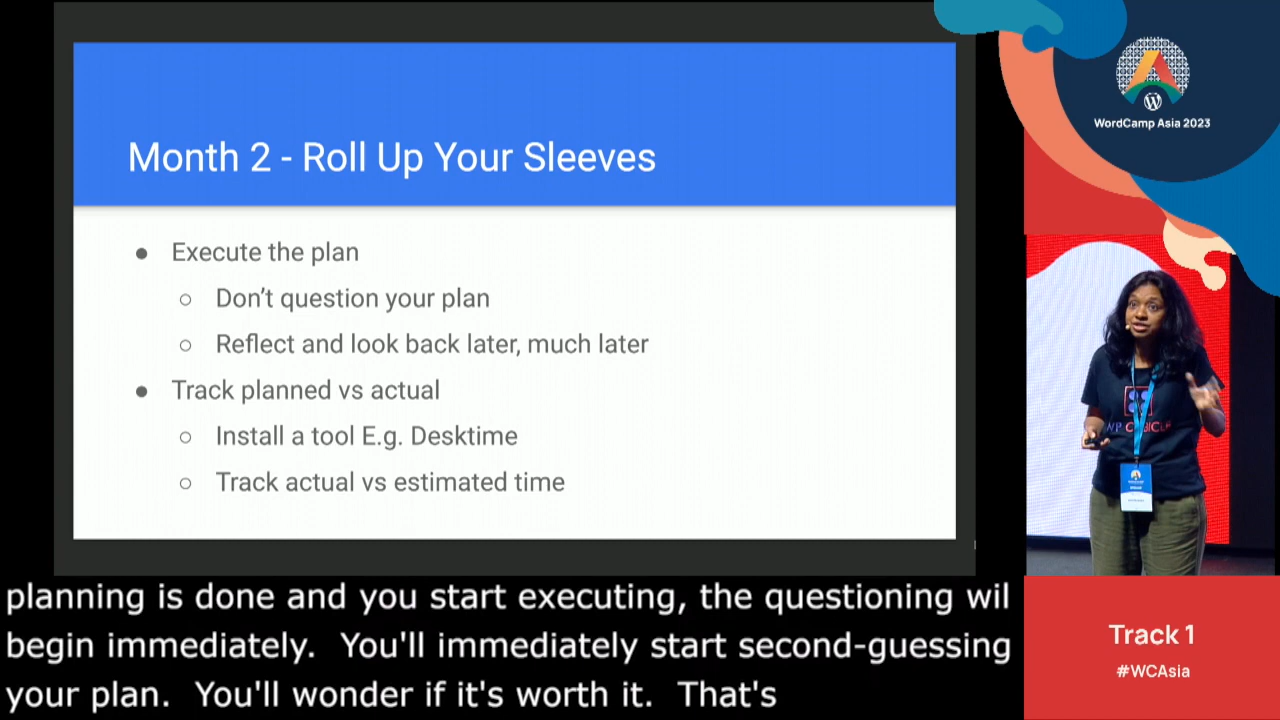 Month 2 - Roll Up Your Sleeves
● Execute the plan
○ Don’t question your plan
○ Reflect and look back later, much later
● Track planned vs actual
○ Install a tool E.g. Desktime
○ Track actual vs estimated time
WordCamp Asia 2023
planning is done and you start executing, the questioning wil
begin immediately.  You'll immediately start second-guessing
your plan.  You'll wonder if it's worth it.  That's
Track 1
#WCAsia